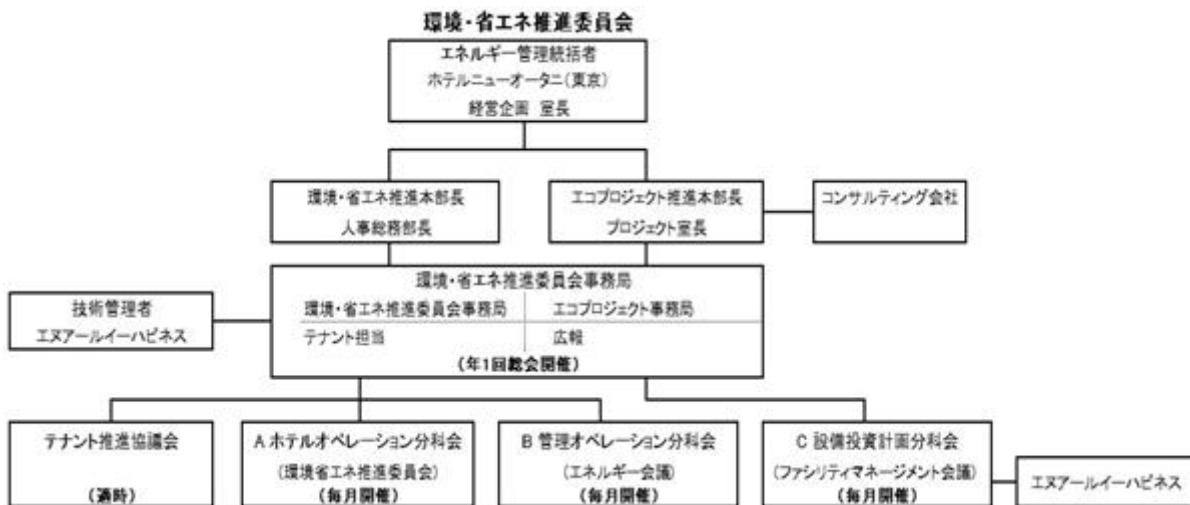 環境・省エネ推進委員会
エネルギー管理統括者
ホテルニューオータニ(東京)
経営企画 室長
環境・省エネ推進本部長
人事総務部長
エコプロジェクト推進本部長
プロジェクト室長
コンサルティング会社
環境・省エネ推進委員会事務局
環境・省エネ推進委員会事務局
エコプロジェクト事務局
テナント担当
広報
(年1回総会開催)
技術管理者
エヌアールイーハピネス
テナント推進協議会
(適時)
A ホテルオペレーション分科会
(環境省エネ推進委員会)
(毎月開催)
B 管理オペレーション分科会
(エネルギー会議)
(毎月開催)
C 設備投資計画分科会
(ファシリティマネージメント会議)
(毎月開催)
エヌアールイーハピネス